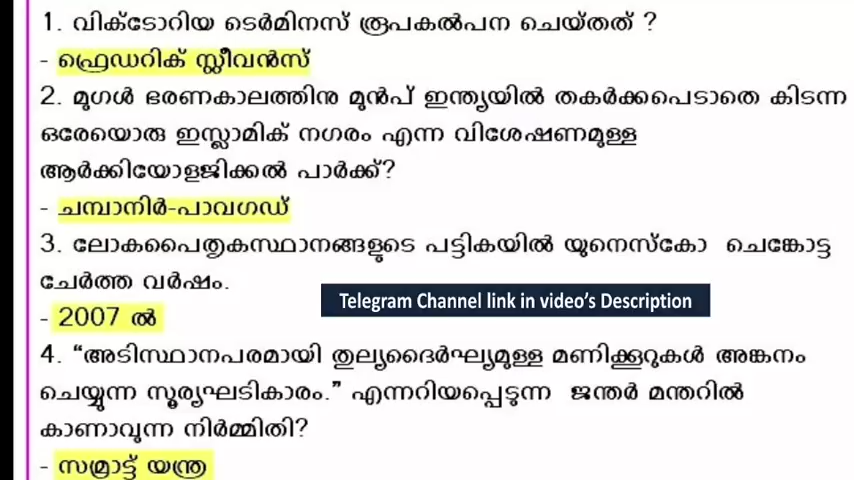 1. വിക്ടോറിയ ടെർമിനസ് രൂപകൽപന ചെയ്തത് ?
- ഫ്രെഡറിക് സ്റ്റീവൻസ്
2. മുഗൾ ഭരണകാലത്തിനു മുൻപ് ഇന്ത്യയിൽ തകർക്കപെടാതെ കിടന്ന
ഒരേയൊരു ഇസ്ലാമിക് നഗരം എന്ന വിശേഷണമുള്ള
ആർക്കിയോളജിക്കൽ പാർക്ക്?
- ചമ്പാനിർ-പാവഗഡ്
3. ലോകപൈതൃകസ്ഥാനങ്ങളുടെ പട്ടികയിൽ യുനെസ്കോ ചെങ്കോട്ട
ചേർത്ത വർഷം.
Telegram Channel link in video's Description
- 2007 ൽ
4. “അടിസ്ഥാനപരമായി തുല്യദൈർഘ്യമുള്ള മണിക്കൂറുകൾ അങ്കനം
ചെയ്യുന്ന സൂര്യഘടികാരം.” എന്നറിയപ്പെടുന്ന ജന്തർ മന്തറിൽ
കാണാവുന്ന നിർമ്മിതി?
- സമ്രാട്ട് യന്ത്ര